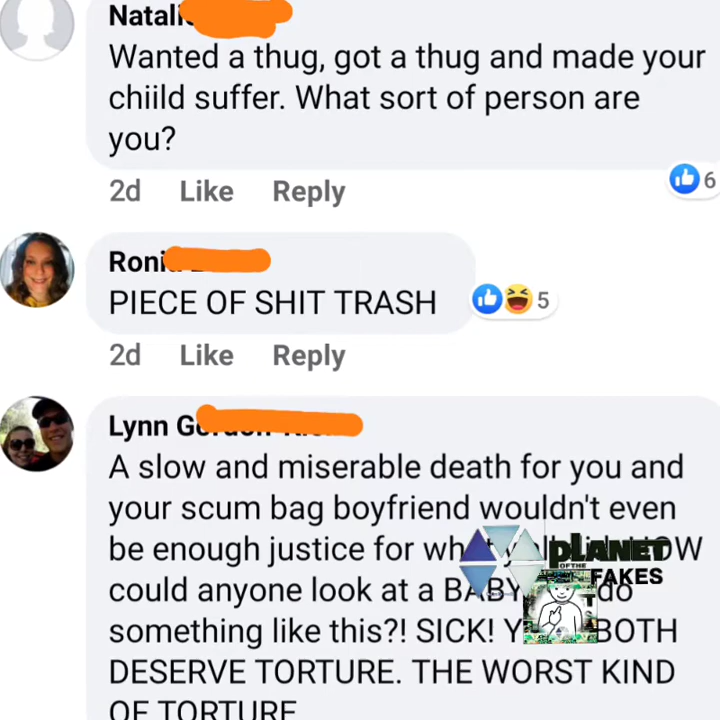 Natali
Wanted a thug, got a thug and made your
chiild suffer. What sort of person are
you?
2d Like Reply
6
Roni
PIECE OF SHIT TRASH
5
2d Like Reply
Lynn
A slow and miserable death for you and
your scum bag boyfriend wouldn't even
be enough justice for
PLANET
OF THE
FAKES
could anyone look at a BABY do
something like this?! SICK! BOTH
DESERVE TORTURE. THE WORST KIND
OF TORTURE